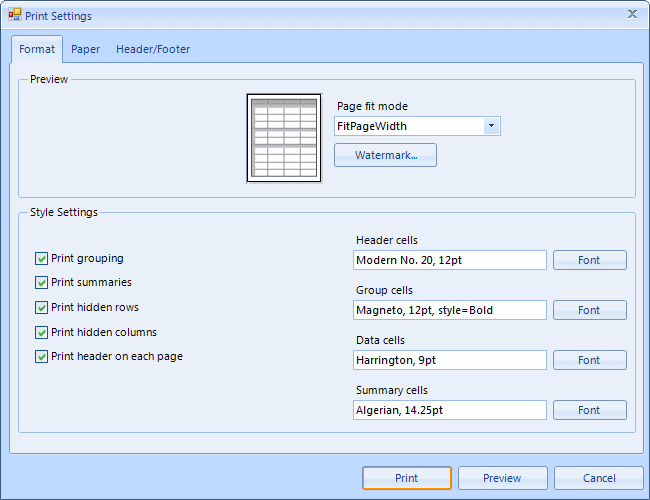 Print Settings
Format Paper Header/Footer
Preview
Page fit mode
FitPageWidth
Watermark...
Style Settings
Print grouping
Print summaries
Print hidden rows
Print hidden columns
Print header on each page
Header cells
Modern No. 20, 12pt Font
Group cells
Magneto, 12pt, style=Bold Font
Data cells
Harrington, 9pt Font
Summary cells
Algerian, 14.25pt Font
Print Preview Cancel